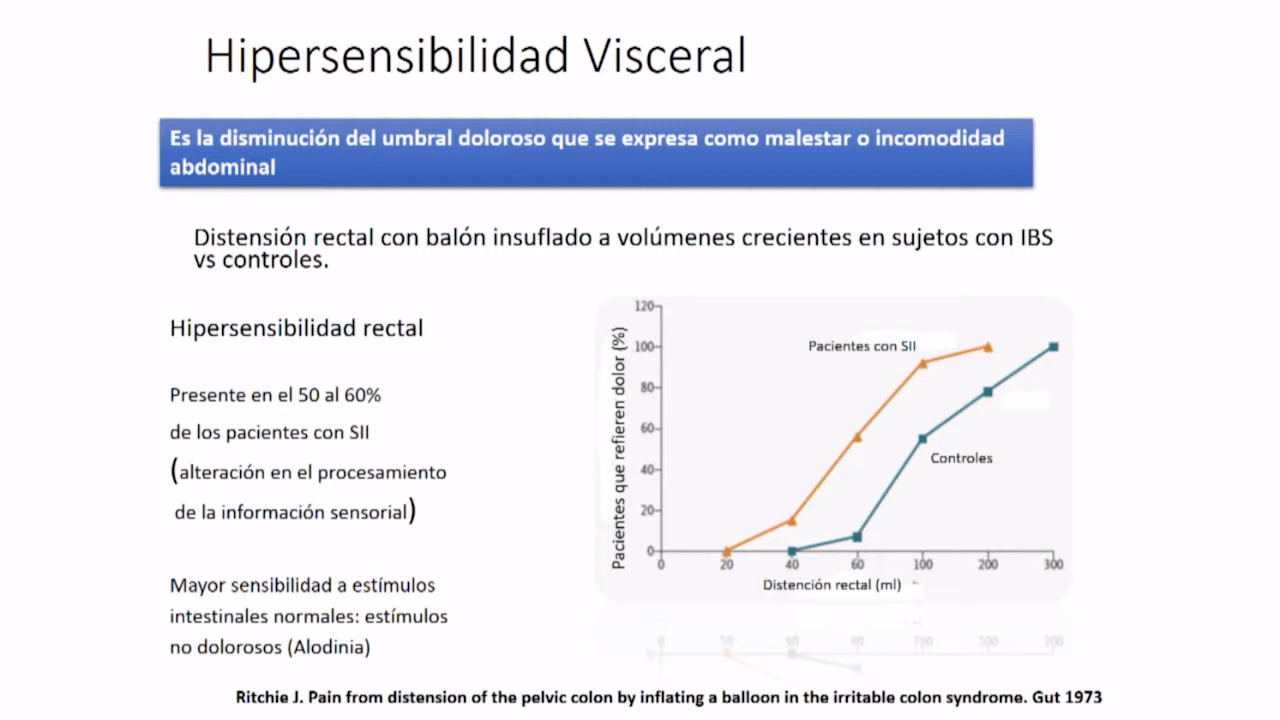 Hipersensibilidad Visceral
Es la disminución del umbral doloroso que se expresa como malestar o incomodidad
abdominal
Distensión rectal con balón insuflado a volúmenes crecientes en sujetos con IBS
vs controles.
Hipersensibilidad rectal
Presente en el 50 al 60%
de los pacientes con SII
(alteración en el procesamiento
de la información sensorial)
Mayor sensibilidad a estímulos
intestinales normales: estímulos
no dolorosos (Alodinia)
Pacientes que refieren dolor (%)
120
100
80
60
40
20
0
Pacientes con SII
Controles
0 20 40 60 100 200 300
Distención rectal (ml)
Ritchie J. Pain from distension of the pelvic colon by inflating a balloon in the irritable colon syndrome. Gut 1973